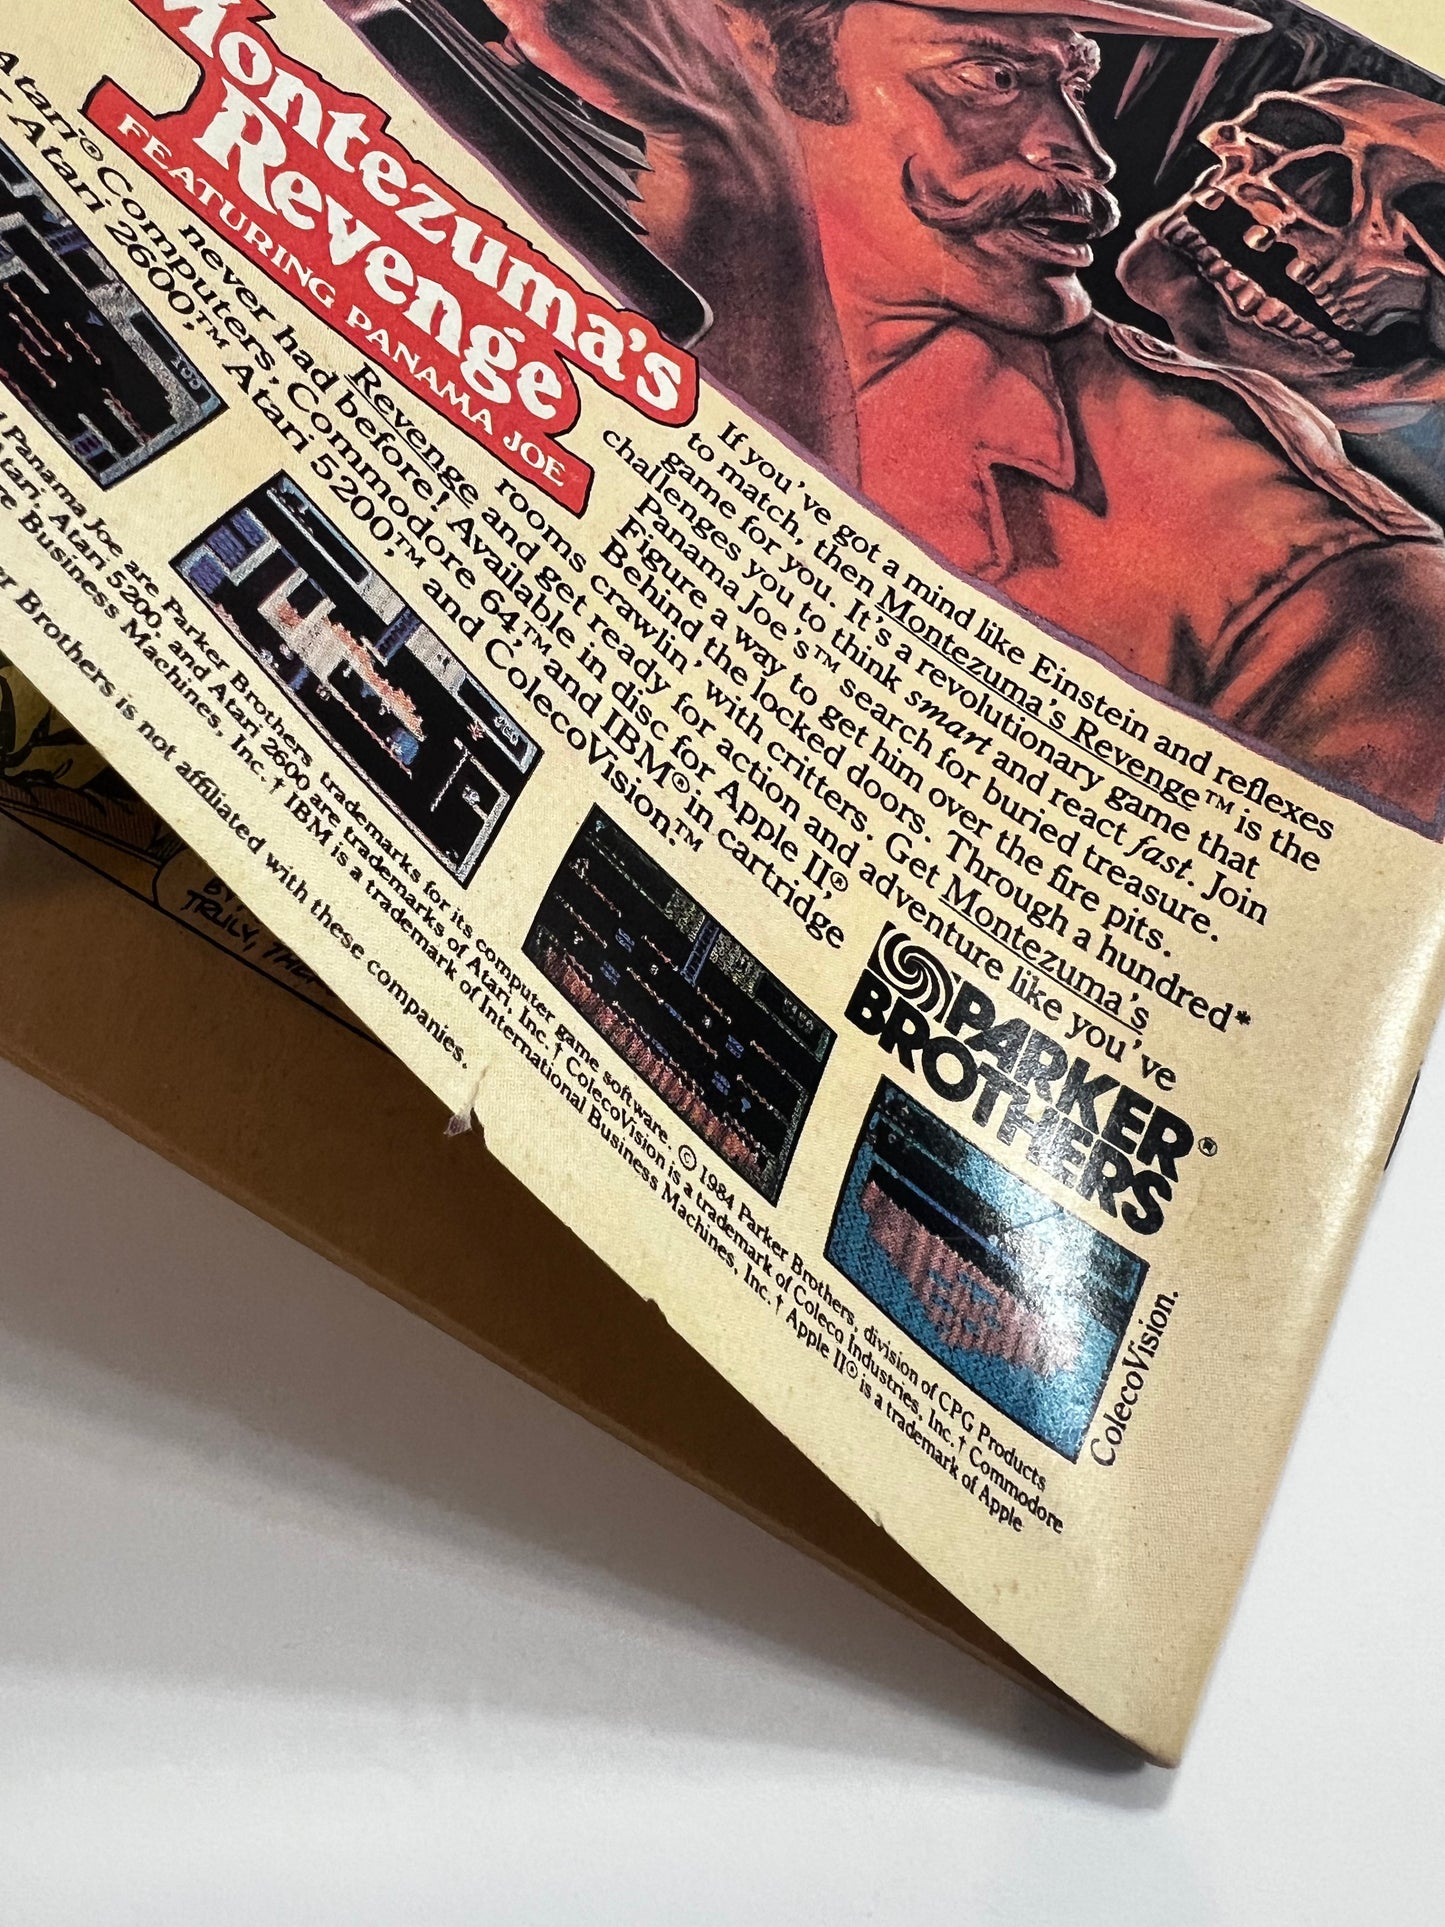 Montezuma's
Revenge
FEATURING PANAMA JOE
If you've got a mind like Einstein and reflexes
to match, then Montezuma's Revenge™ is the
game for you. It's a revolutionary game that
challenges you to think smart and react fast. Join
Panama Joe's™ search for buried treasure.
Figure a way to get him over the fire pits.
Behind the locked doors. Through a hundred*
rooms crawlin' with critters. Get Montezuma's
Revenge and get ready for action and adventure like you've
never had before! Available in disc for Apple II,®
Atari® Computers, Commodore 64,™ and IBM® in cartridge
Atari 2600,™ Atari 5200,™ and ColecoVision.™
PARKER
BROTHERS®
ColecoVision.
Panama Joe are Parker Brothers trademarks for its computer game software. © 1984 Parker Brothers, division of CPG Products
Atari, Atari 5200, and Atari 2600 are trademarks of Atari, Inc. † ColecoVision is a trademark of Coleco Industries, Inc. † Commodore
Business Machines, Inc. † IBM is a trademark of International Business Machines, Inc. † Apple II® is a trademark of Apple
Brothers is not affiliated with these companies.
TRULY,